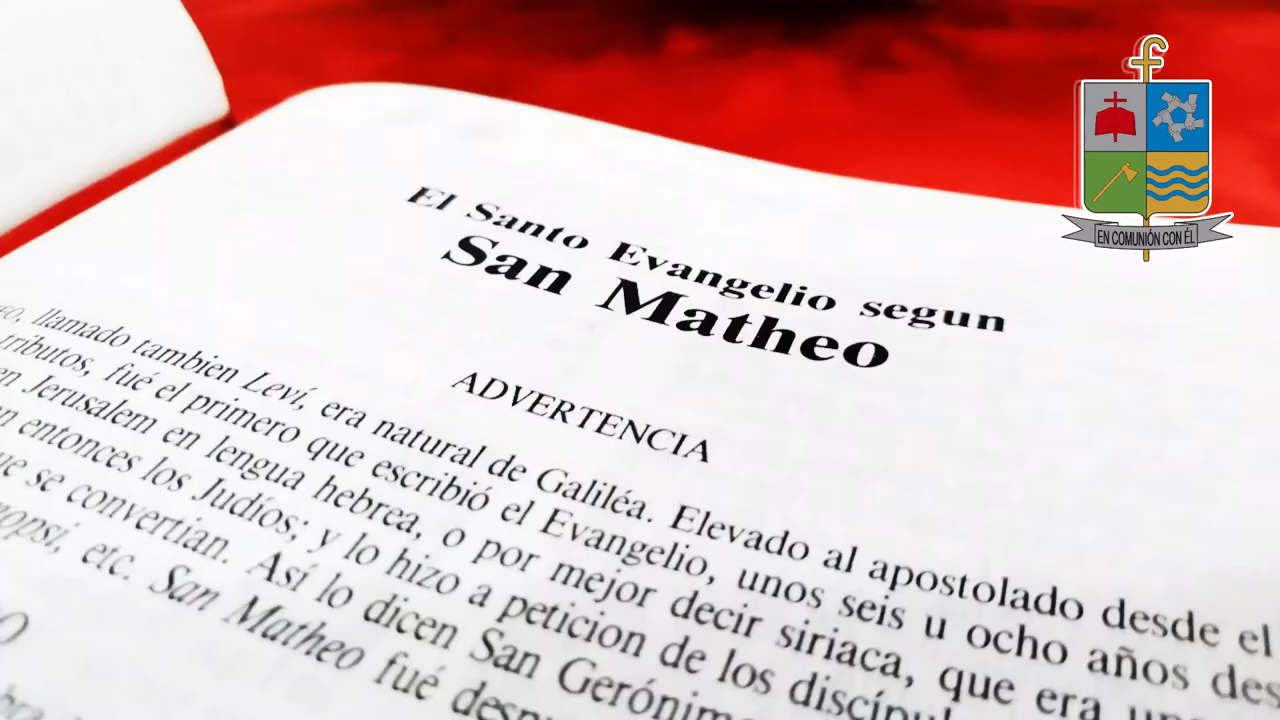 El Santo Evangelio segun
San Matheo
ADVERTENCIA
llamado tambien Leví, era natural de Galiléa. Elevado al apostolado desde el
tributos, fué el primero que escribió el Evangelio, unos seis u ocho años
en Jerusalem en lengua hebrea, o por mejor decir siriaca, que era
entonces los Judíos; y lo hizo a peticion de los
se convertian. Así lo dicen San
etc. San Matheo fué
EN COMUNIÓN CON ÉL